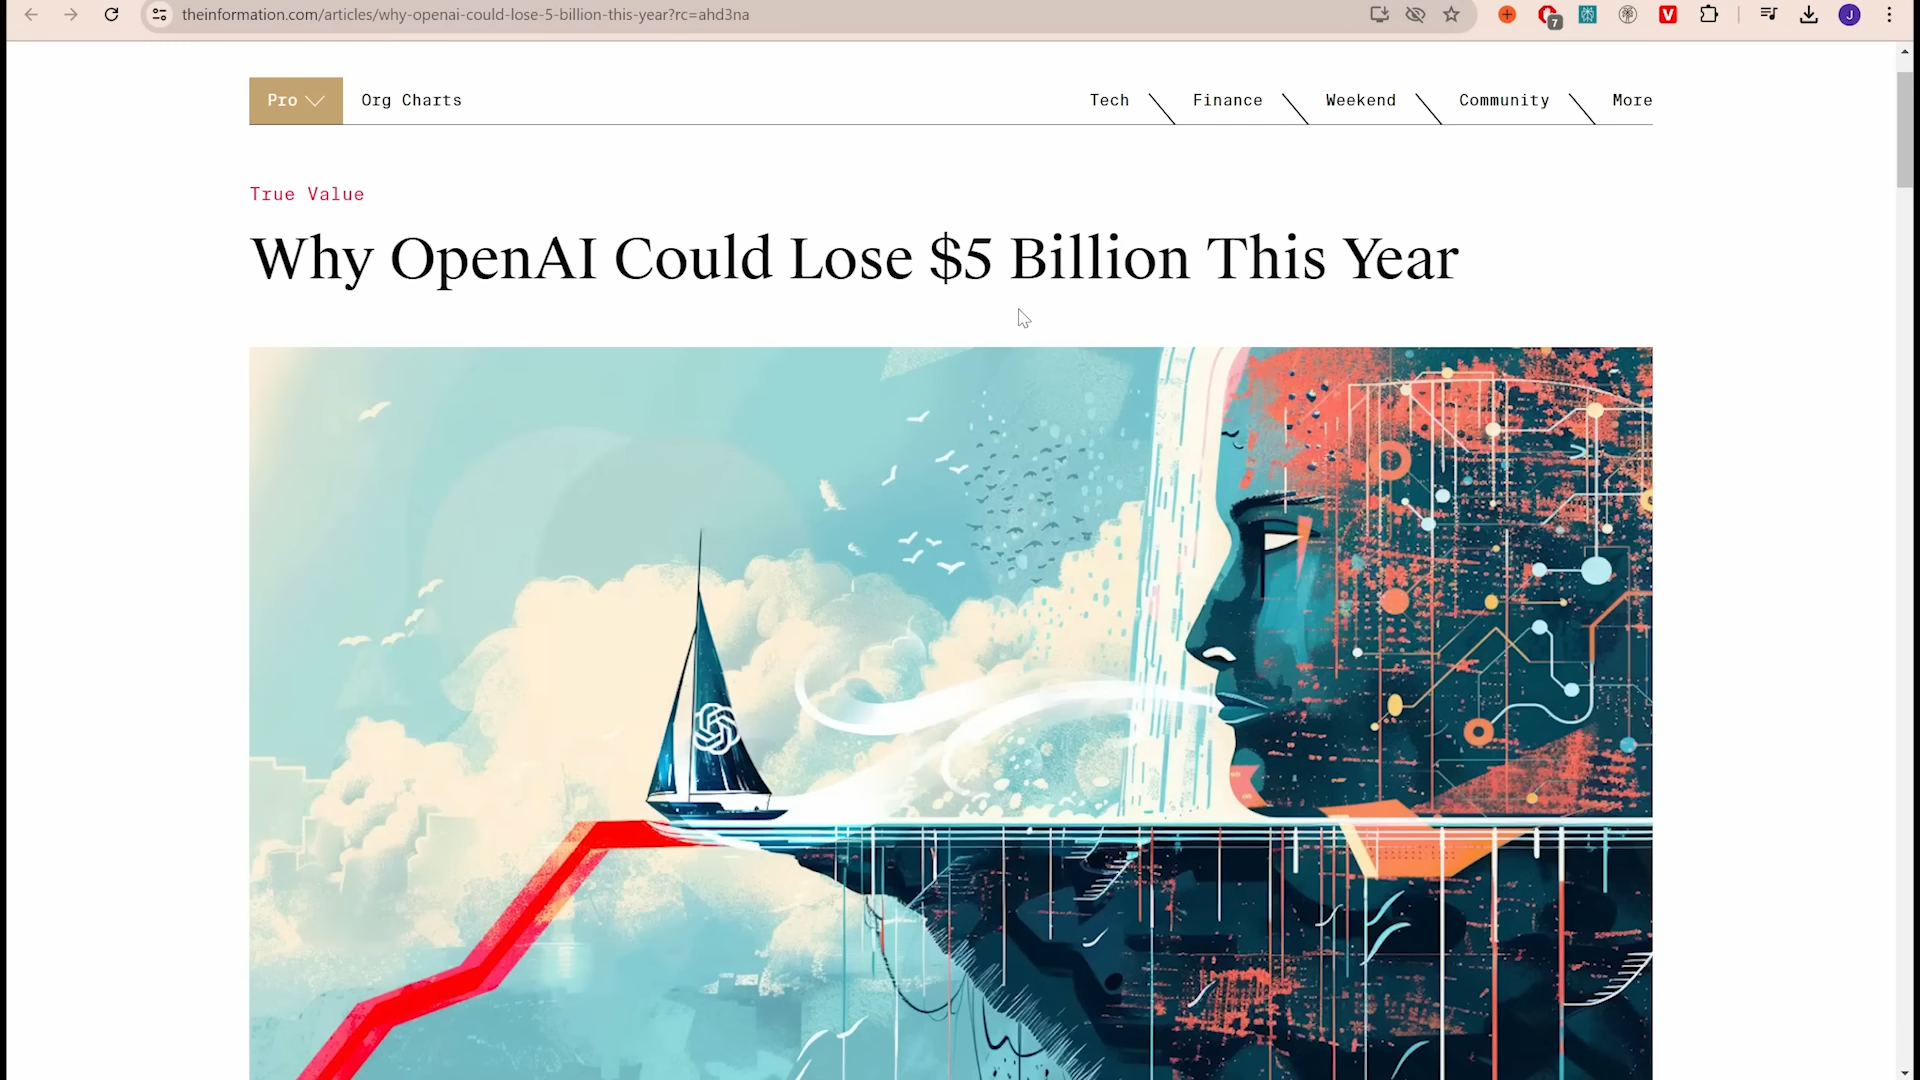 theinformation.com/articles/why-openai-could-lose-5-billion-this-year?rc=ahd3na
7
V
J
Pro
Org Charts
Tech
Finance
Weekend
Community
More
True Value
Why OpenAI Could Lose $5 Billion This Year